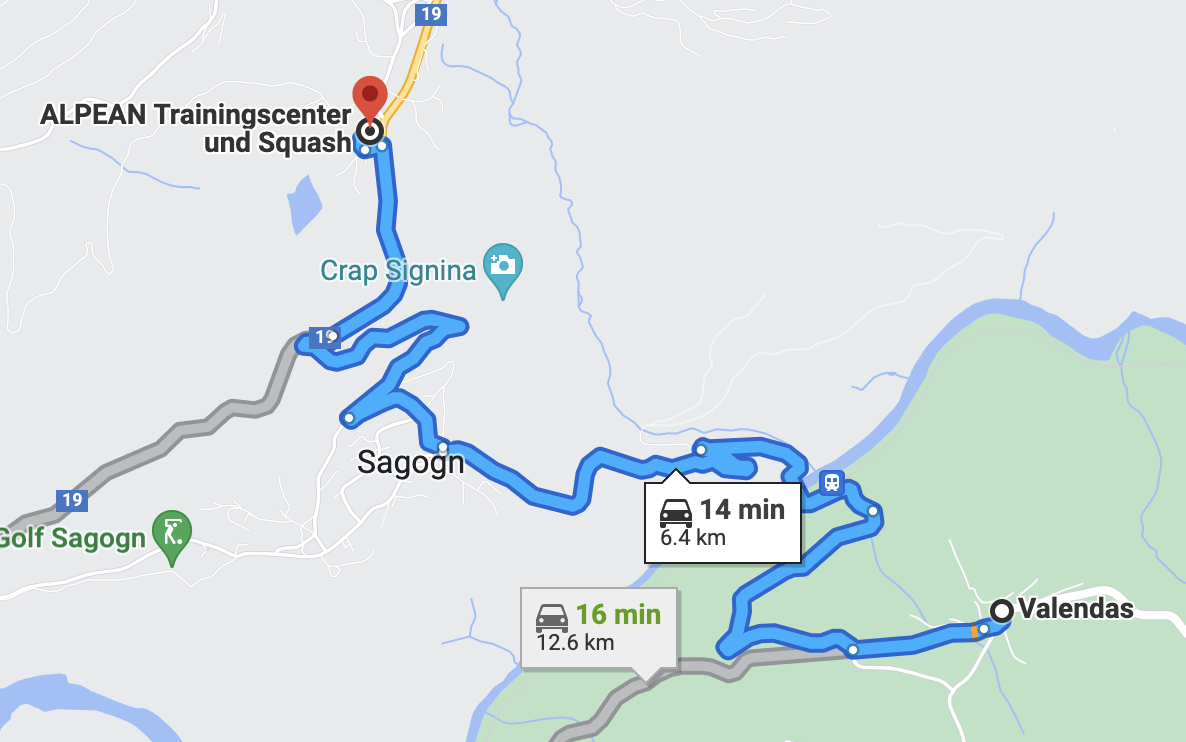 19
ALPEAN Trainingscenter
und Squash
Crap Signina
19
Sagogn
19
14 min
6.4 km
Golf Sagogn
16 min
12.6 km
Valendas